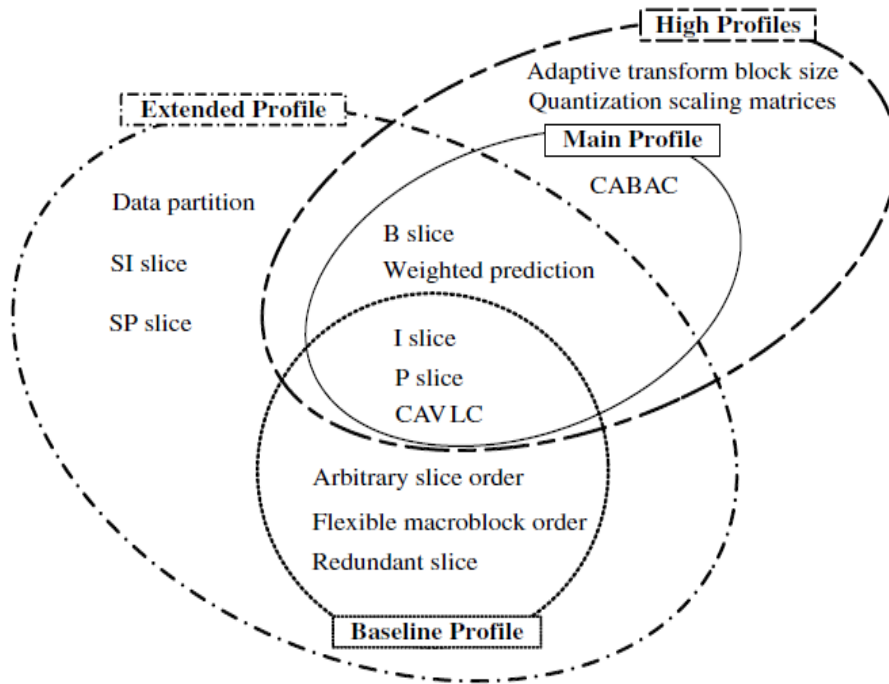 High Profiles
Adaptive transform block size
Quantization scaling matrices
Extended Profile
Main Profile
CABAC
Data partition
B slice
SI slice
Weighted prediction
SP slice
I slice
P slice
CAVLC
Arbitrary slice order
Flexible macroblock order
Redundant slice
Baseline Profile